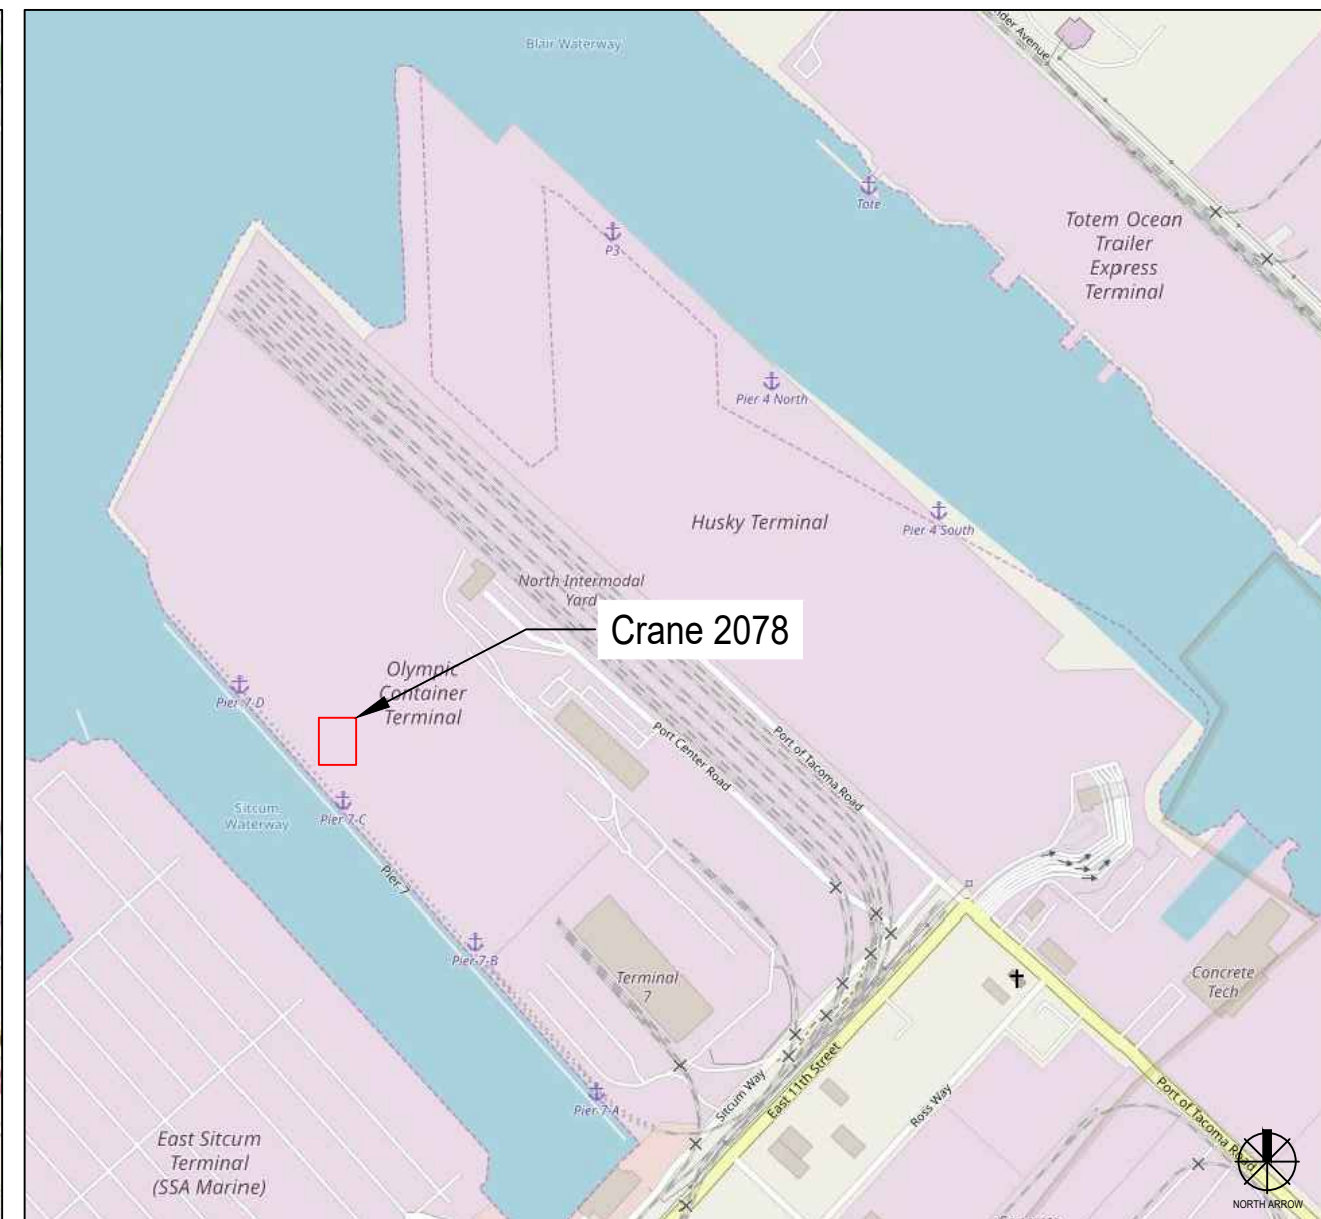 Blair Waterway
nder Avenue
Tote
P3
Totem Ocean
Trailer
Express
Terminal
Pier 4 North
Husky Terminal
Pier 4 South
North Intermodal
Yard
Crane 2078
Olympic
Container
Terminal
Pier 7-D
Port Center Road
Port of Tacoma Road
Sitcum
Waterway
Pier 7-C
Pier 7
Pier 7-B
Terminal
7
Concrete
Tech
Sitcum Way
East 11th Street
Ross Way
Port of Tacoma Road
Pier 7-A
East Sitcum
Terminal
(SSA Marine)
NORTH ARROW